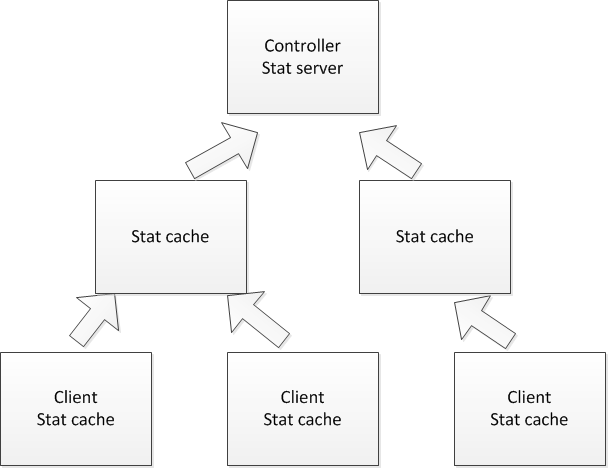 Controller
Stat server
Stat cache
Stat cache
Client
Stat cache
Client
Stat cache
Client
Stat cache